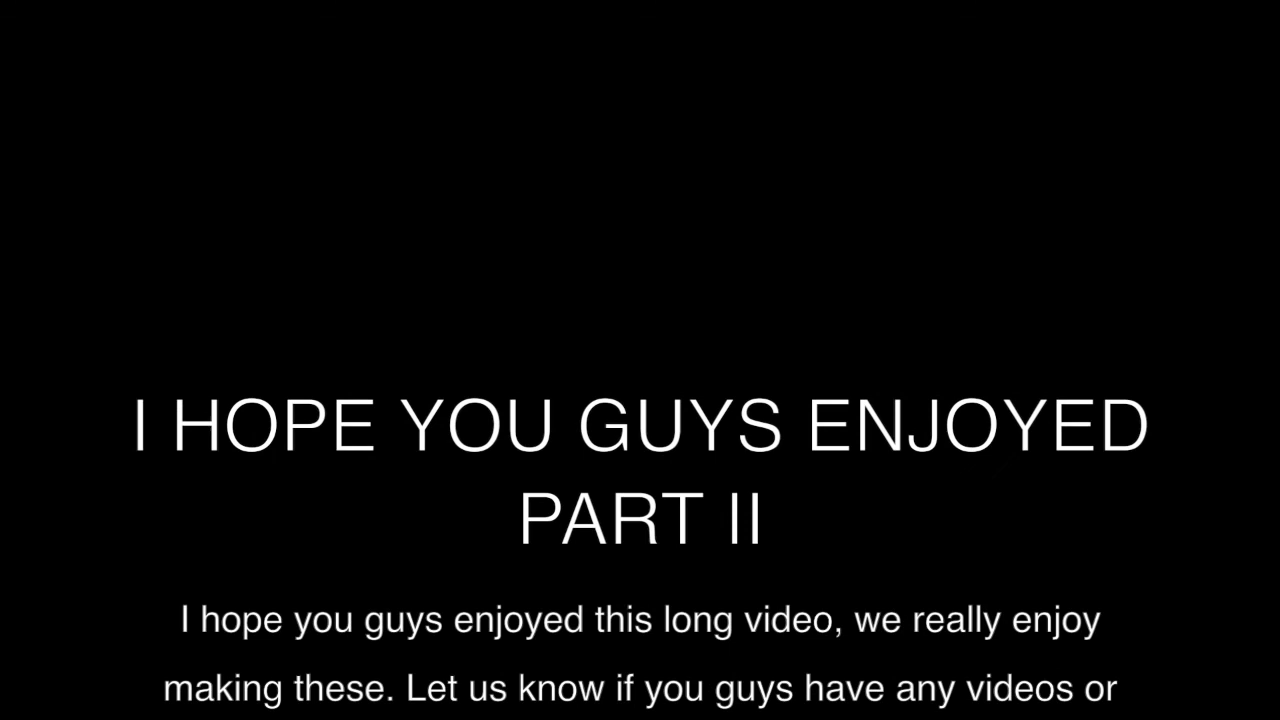 I HOPE YOU GUYS ENJOYED
PART II
I hope you guys enjoyed this long video, we really enjoy
making these. Let us know if you guys have any videos or